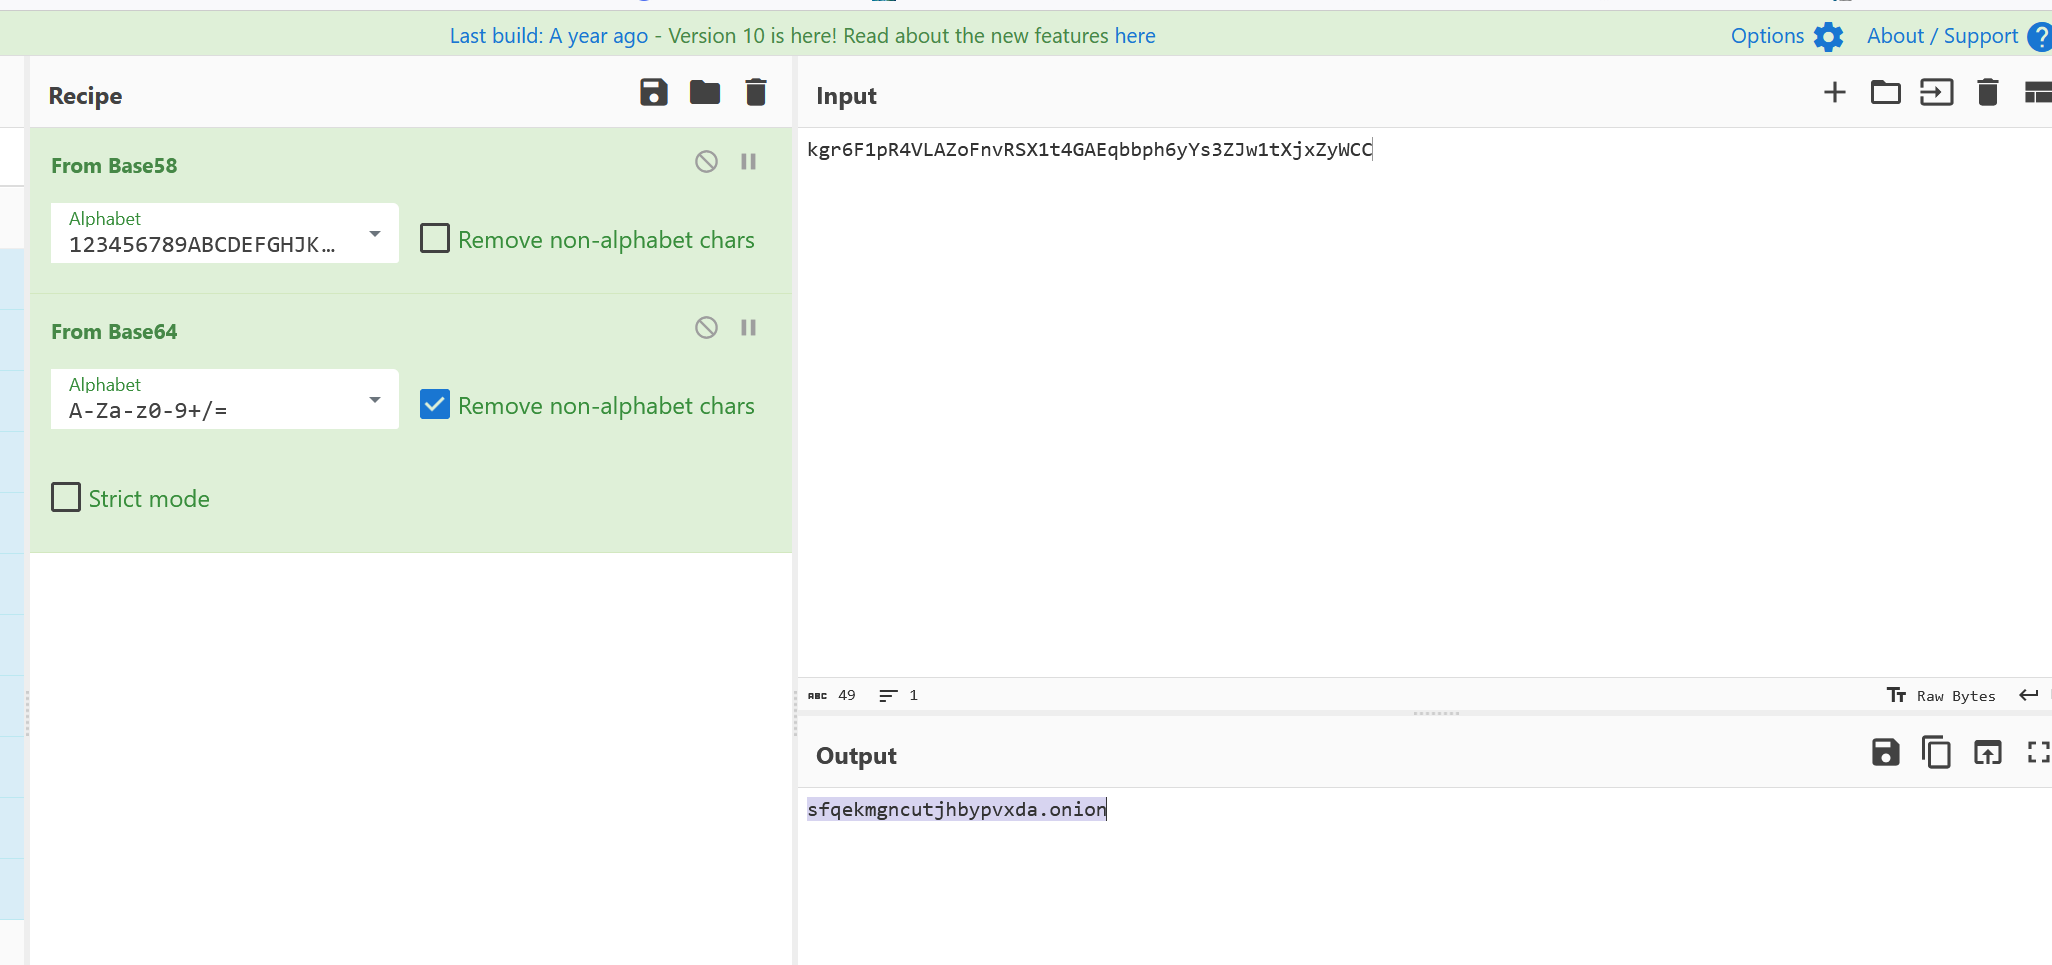 Last build: A year ago - Version 10 is here! Read about the new features here
Options
About / Support
Recipe
From Base58
Alphabet
123456789ABCDEFGHJK…
Remove non-alphabet chars
From Base64
Alphabet
A-Za-z0-9+/=
Remove non-alphabet chars
Strict mode
Input
kgr6F1pR4VLAZoFnvRSX1t4GAEqbbph6yYs3ZJw1tXjxZyWCC
ABC 49 1
Raw Bytes
Output
sfqekmgncutjhbypvxda.onion